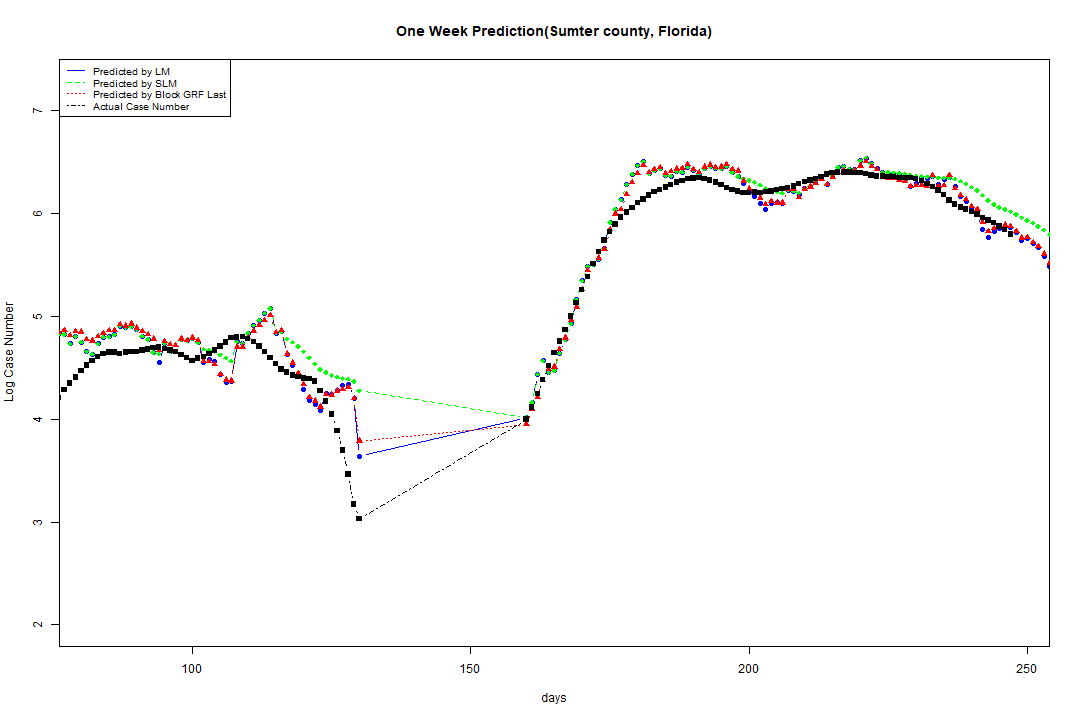 One Week Prediction(Sumter county, Florida)
Predicted by LM
Predicted by SLM
Predicted by Block GRF Last
Actual Case Number
7
6
5
4
3
2
Log Case Number
100 150 200 250
days